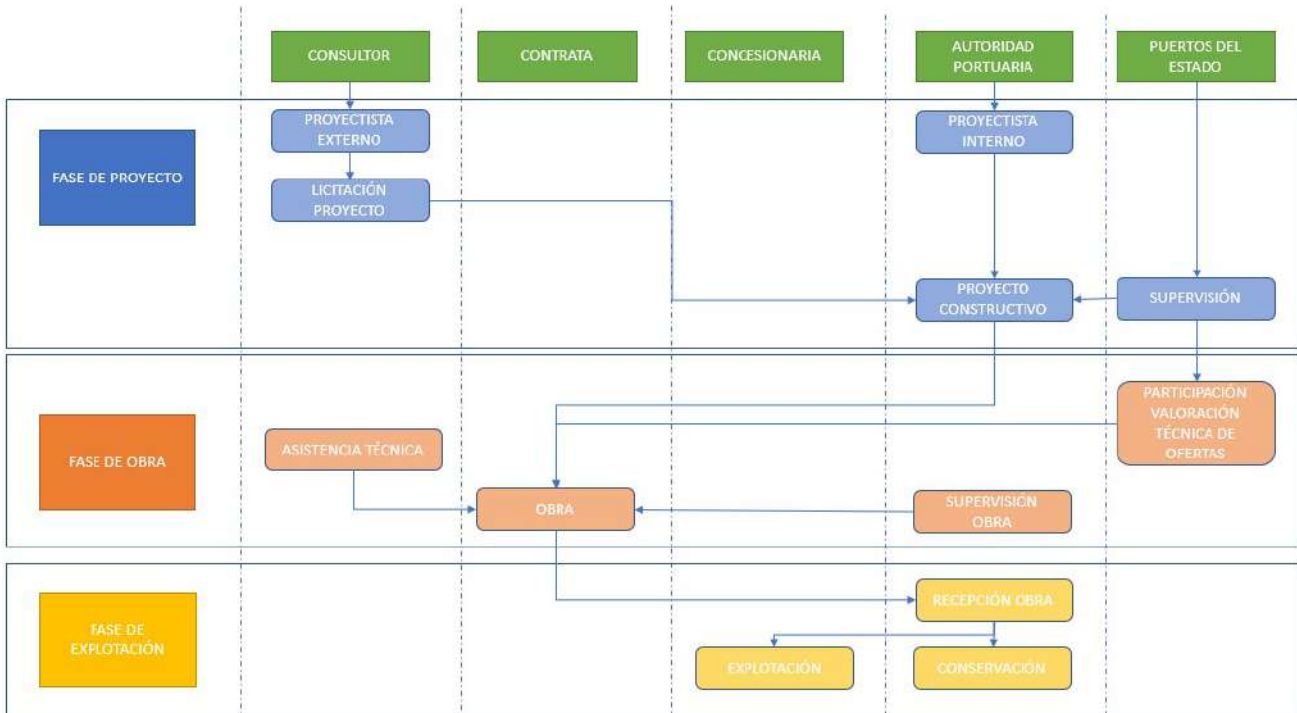 CONSULTOR
CONTRATA
CONCESIONARIA
AUTORIDAD
PORTUARIA
PUERTOS DEL
ESTADO
FASE DE PROYECTO
PROYECTISTA
EXTERNO
PROYECTISTA
INTERNO
LICITACIÓN
PROYECTO
PROYECTO
CONSTRUCTIVO
SUPERVISIÓN
FASE DE OBRA
ASISTENCIA TÉCNICA
PARTICIPACIÓN
VALORACIÓN
TÉCNICA DE
OFERTAS
OBRA
SUPERVISIÓN
OBRA
FASE DE
EXPLOTACIÓN
RECEPCIÓN OBRA
EXPLOTACIÓN
CONSERVACIÓN